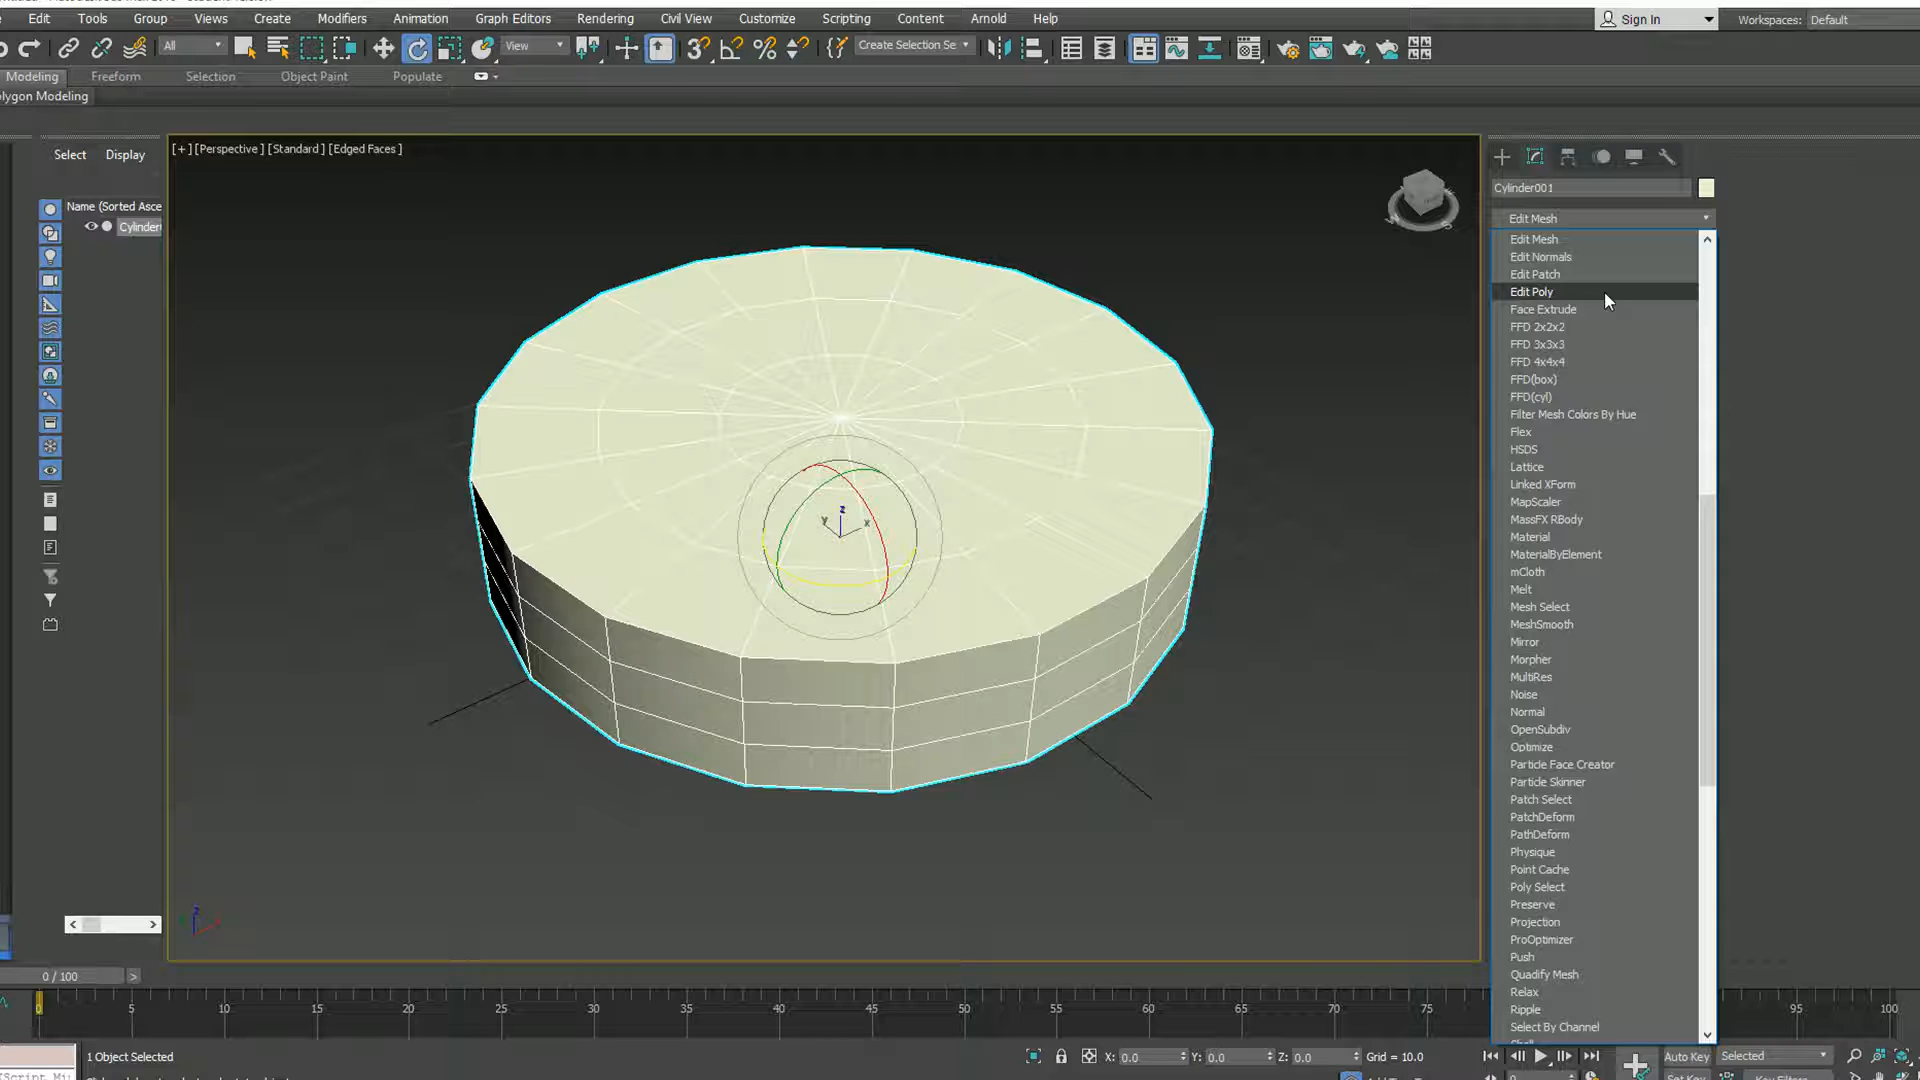 Edit Tools Group Views Create Modifiers Animation Graph Editors Rendering Civil View Customize Scripting Content Arnold Help
Sign In
Workspaces: Default
All
View
Create Selection Se
Modeling Freeform Selection Object Paint Populate
olygon Modeling
Select Display
[+] [Perspective ] [Standard ] [Edged Faces ]
Name (Sorted Asce
Cylinder
Cylinder001
Edit Mesh
Edit Mesh
Edit Normals
Edit Patch
Edit Poly
Face Extrude
FFD 2x2x2
FFD 3x3x3
FFD 4x4x4
FFD(box)
FFD(cyl)
Filter Mesh Colors By Hue
Flex
HSDS
Lattice
Linked XForm
MapScaler
MassFX RBody
Material
MaterialByElement
mCloth
Melt
Mesh Select
MeshSmooth
Mirror
Morpher
MultiRes
Noise
Normal
OpenSubdiv
Optimize
Particle Face Creator
Particle Skinner
Patch Select
PatchDeform
PathDeform
Physique
Point Cache
Poly Select
Preserve
Projection
ProOptimizer
Push
Quadify Mesh
Relax
Ripple
Select By Channel
z
y
x
z
0 / 100
0 5 10 15 20 25 30 35 40 45 50 55 60 65 70 75 95 100
1 Object Selected
X: 0.0 Y: 0.0 Z: 0.0 Grid = 10.0
Auto Key Selected